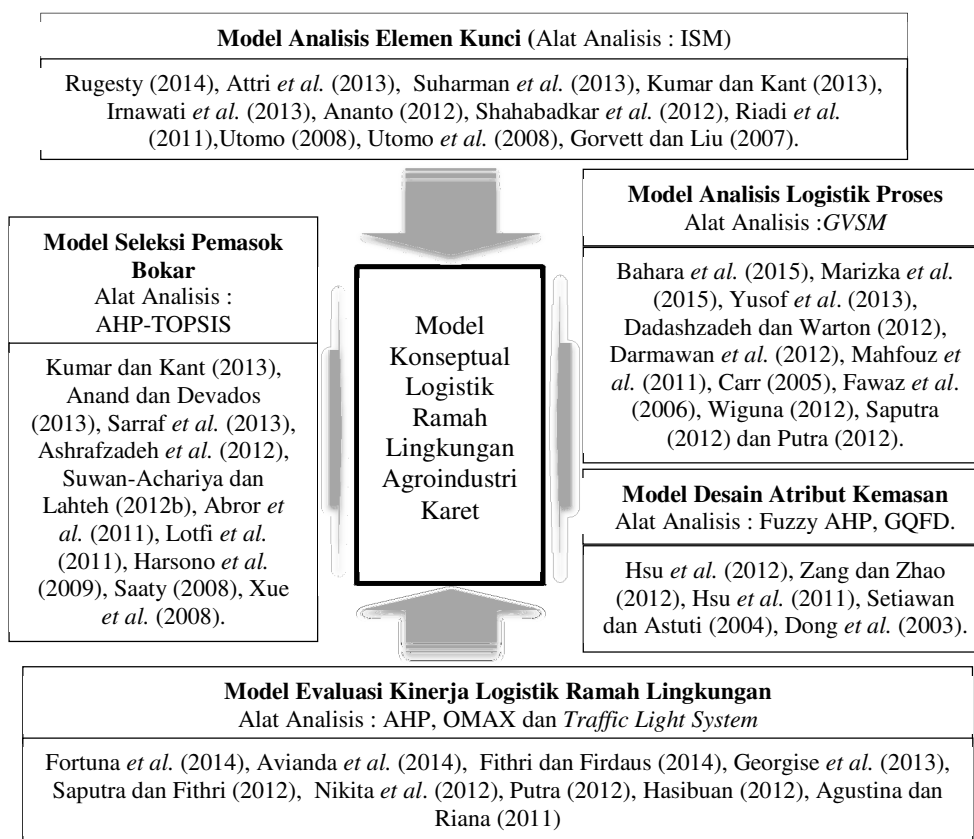 Model Analisis Elemen Kunci (Alat Analisis : ISM)
Rugesty (2014), Attri et al. (2013), Suharman et al. (2013), Kumar dan Kant (2013),
Irnawati et al. (2013), Ananto (2012), Shahabadkar et al. (2012), Riadi et al.
(2011),Utomo (2008), Utomo et al. (2008), Gorvett dan Liu (2007).
Model Seleksi Pemasok
Bokar
Alat Analisis :
AHP-TOPSIS
Kumar dan Kant (2013),
Anand dan Devados
(2013), Sarraf et al. (2013),
Ashrafzadeh et al. (2012),
Suwan-Achariya dan
Lahteh (2012b), Abror et
al. (2011), Lotfi et al.
(2011), Harsono et al.
(2009), Saaty (2008), Xue
et al. (2008).
Model
Konseptual
Logistik
Ramah
Lingkungan
Agroindustri
Karet
Model Analisis Logistik Proses
Alat Analisis :GVSM
Bahara et al. (2015), Marizka et al.
(2015), Yusof et al. (2013),
Dadashzadeh dan Warton (2012),
Darmawan et al. (2012), Mahfouz et
al. (2011), Carr (2005), Fawaz et al.
(2006), Wiguna (2012), Saputra
(2012) dan Putra (2012).
Model Desain Atribut Kemasan
Alat Analisis : Fuzzy AHP, GQFD.
Hsu et al. (2012), Zang dan Zhao
(2012), Hsu et al. (2011), Setiawan
dan Astuti (2004), Dong et al. (2003).
Model Evaluasi Kinerja Logistik Ramah Lingkungan
Alat Analisis : AHP, OMAX dan Traffic Light System
Fortuna et al. (2014), Avianda et al. (2014), Fithri dan Firdaus (2014), Georgise et al. (2013),
Saputra dan Fithri (2012), Nikita et al. (2012), Putra (2012), Hasibuan (2012), Agustina dan
Riana (2011)